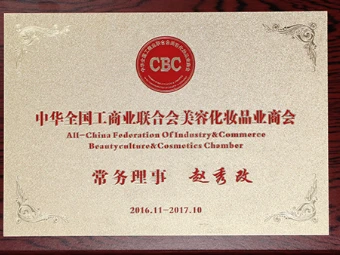 CBC
中华全国工商业联合会美容化妆品业商会
All-China Federation Of Industry&Commerce
Beautyculture&Cosmetics Chamber
常务理事 赵秀改
2016.11-2017.10